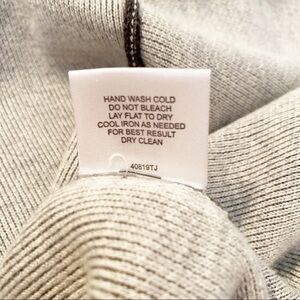 HAND WASH COLD
DO NOT BLEACH
LAY FLAT TO DRY
COOL IRON AS NEEDED
FOR BEST RESULT
DRY CLEAN
40819TJ